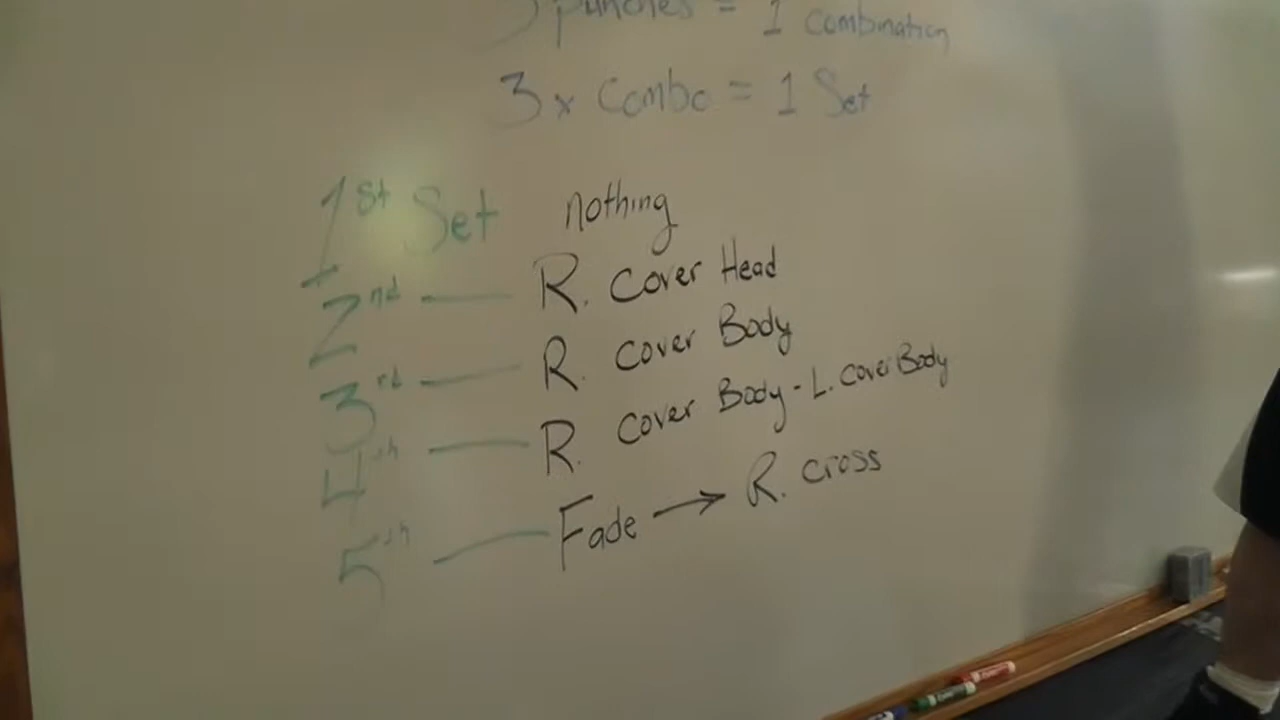 3 punches = 1 combination
3 x Combo = 1 Set
1st Set nothing
2nd — R. Cover Head
3rd — R. cover Body
4th — R. cover Body - L. cover Body
5th — Fade → R. cross